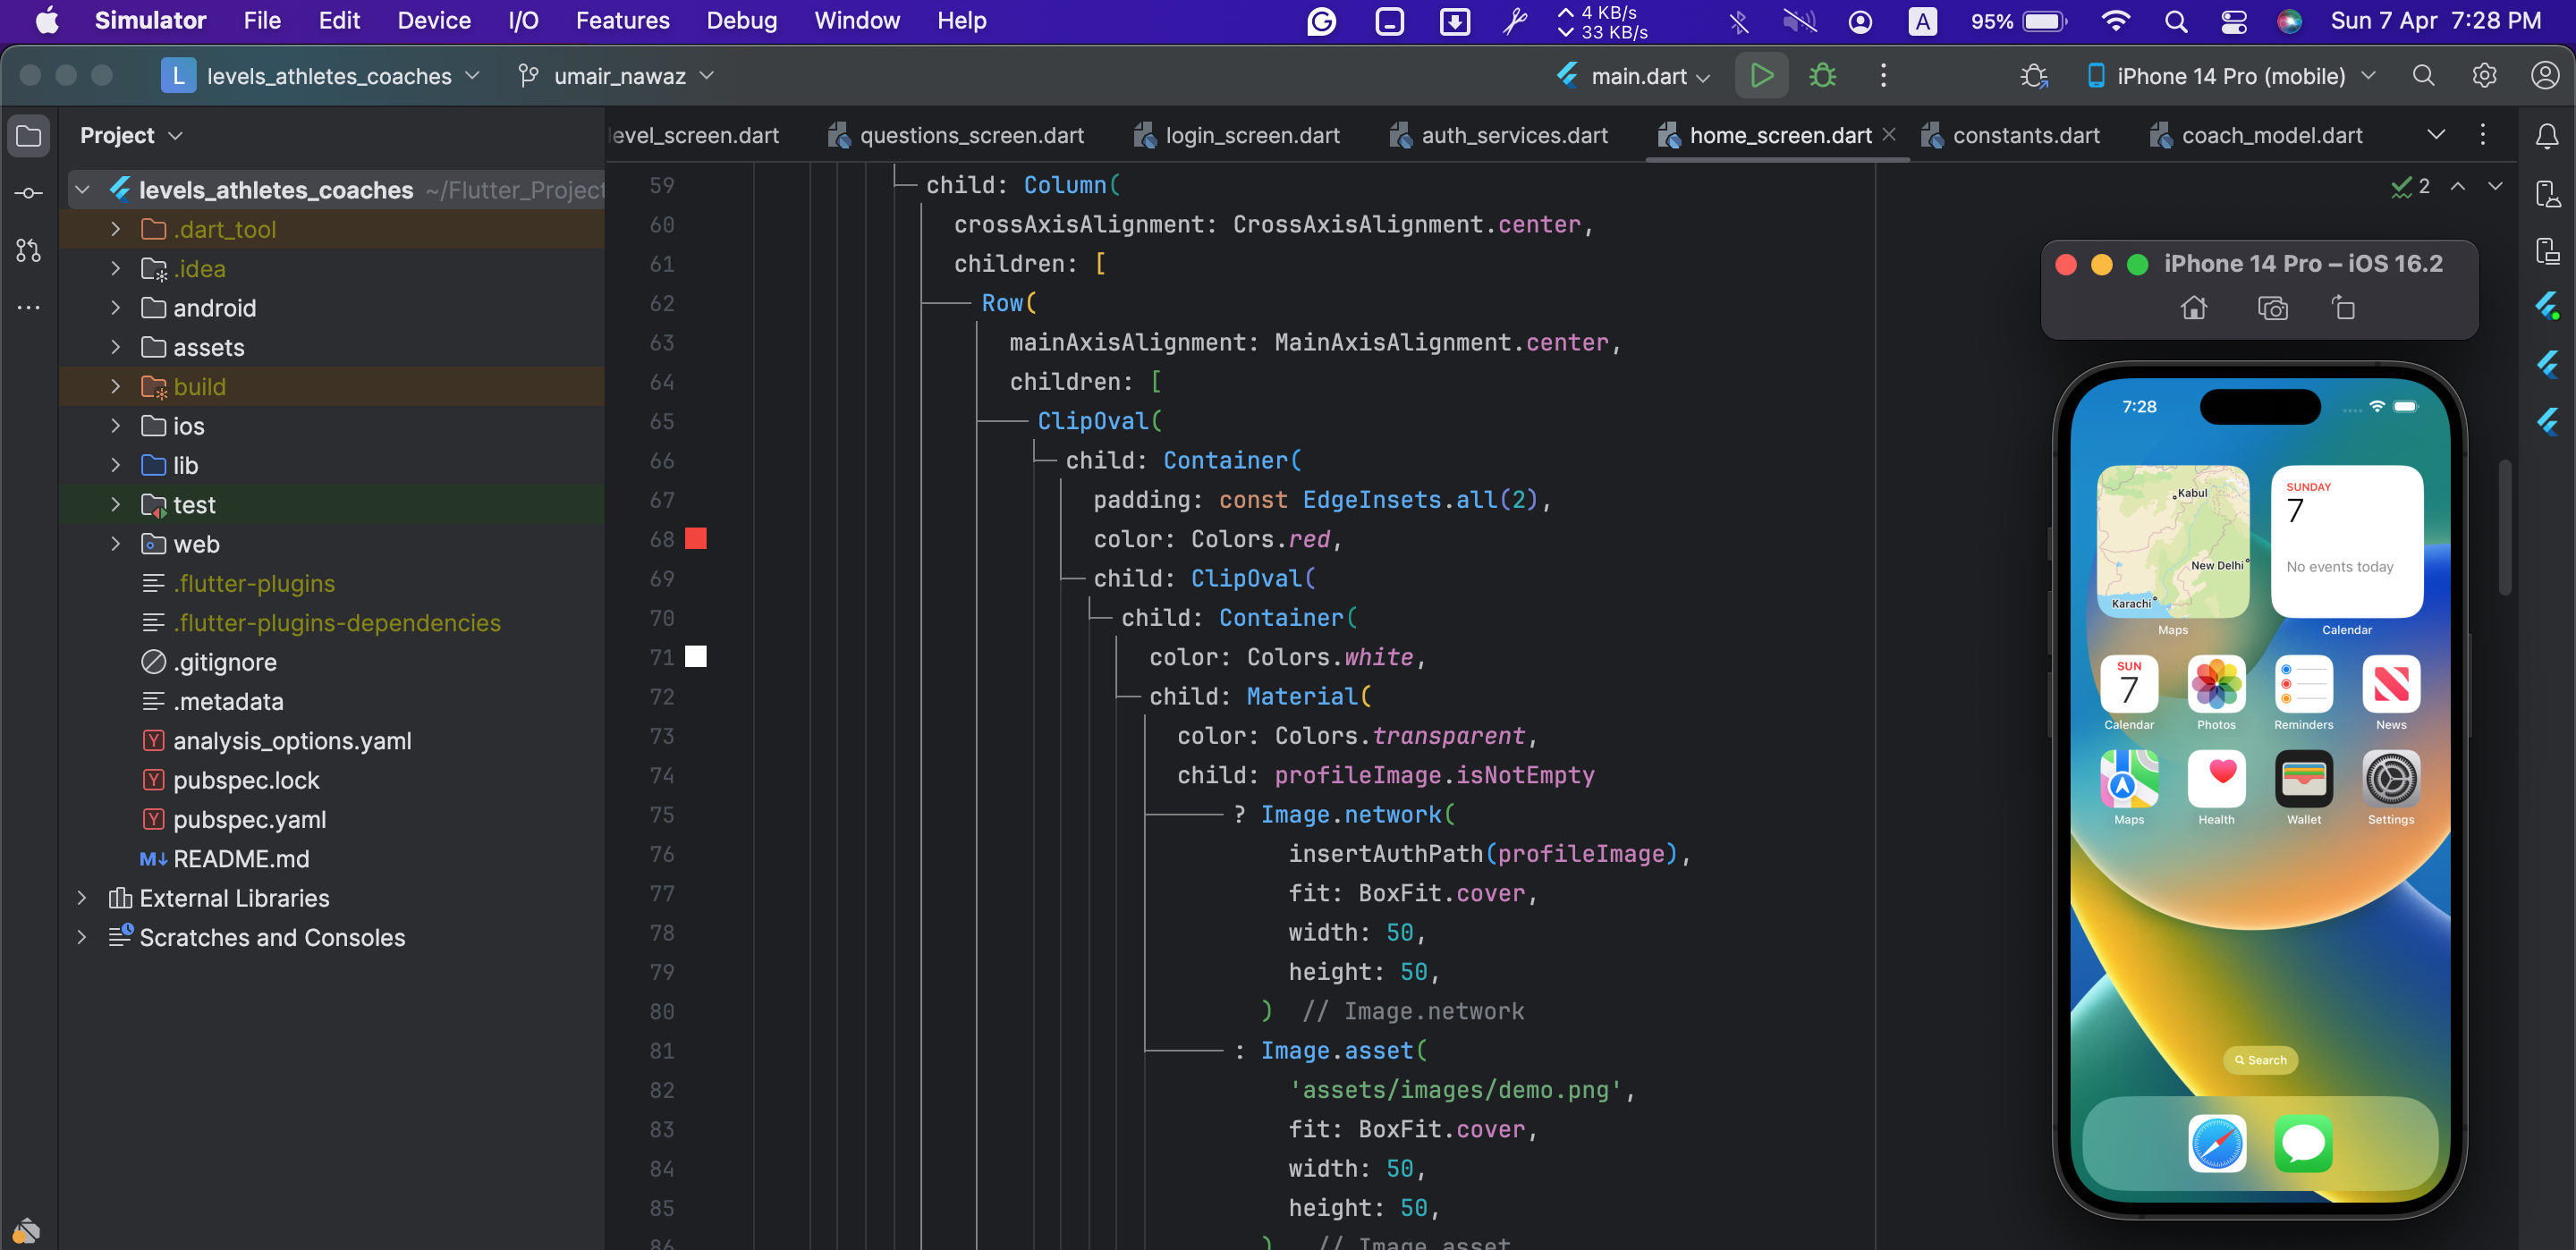 Simulator File Edit Device I/O Features Debug Window Help 4 KB/s 33 KB/s A 95% Sun 7 Apr 7:28 PM
L levels_athletes_coaches umair_nawaz main.dart iPhone 14 Pro (mobile)
Project
evel_screen.dart questions_screen.dart login_screen.dart auth_services.dart home_screen.dart constants.dart coach_model.dart
levels_athletes_coaches ~/Flutter_Project
.dart_tool
.idea
android
assets
build
ios
lib
test
web
.flutter-plugins
.flutter-plugins-dependencies
.gitignore
.metadata
analysis_options.yaml
pubspec.lock
pubspec.yaml
M↓ README.md
External Libraries
Scratches and Consoles
2
59 child: Column(
60 crossAxisAlignment: CrossAxisAlignment.center,
61 children: [
62 Row(
63 mainAxisAlignment: MainAxisAlignment.center,
64 children: [
65 ClipOval(
66 child: Container(
67 padding: const EdgeInsets.all(2),
68 color: Colors.red,
69 child: ClipOval(
70 child: Container(
71 color: Colors.white,
72 child: Material(
73 color: Colors.transparent,
74 child: profileImage.isNotEmpty
75 ? Image.network(
76 insertAuthPath(profileImage),
77 fit: BoxFit.cover,
78 width: 50,
79 height: 50,
80 ) // Image.network
81 : Image.asset(
82 'assets/images/demo.png',
83 fit: BoxFit.cover,
84 width: 50,
85 height: 50,
86 ) // Image.asset
iPhone 14 Pro – iOS 16.2
7:28
Kabul
New Delhi
Karachi
Maps
SUNDAY
7
No events today
Calendar
SUN
7
Calendar Photos Reminders News
Maps Health Wallet Settings
Search